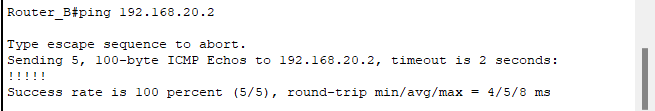 Router_B#ping 192.168.20.2
Type escape sequence to abort.
Sending 5, 100-byte ICMP Echos to 192.168.20.2, timeout is 2 seconds:
!!!!!
Success rate is 100 percent (5/5), round-trip min/avg/max = 4/5/8 ms